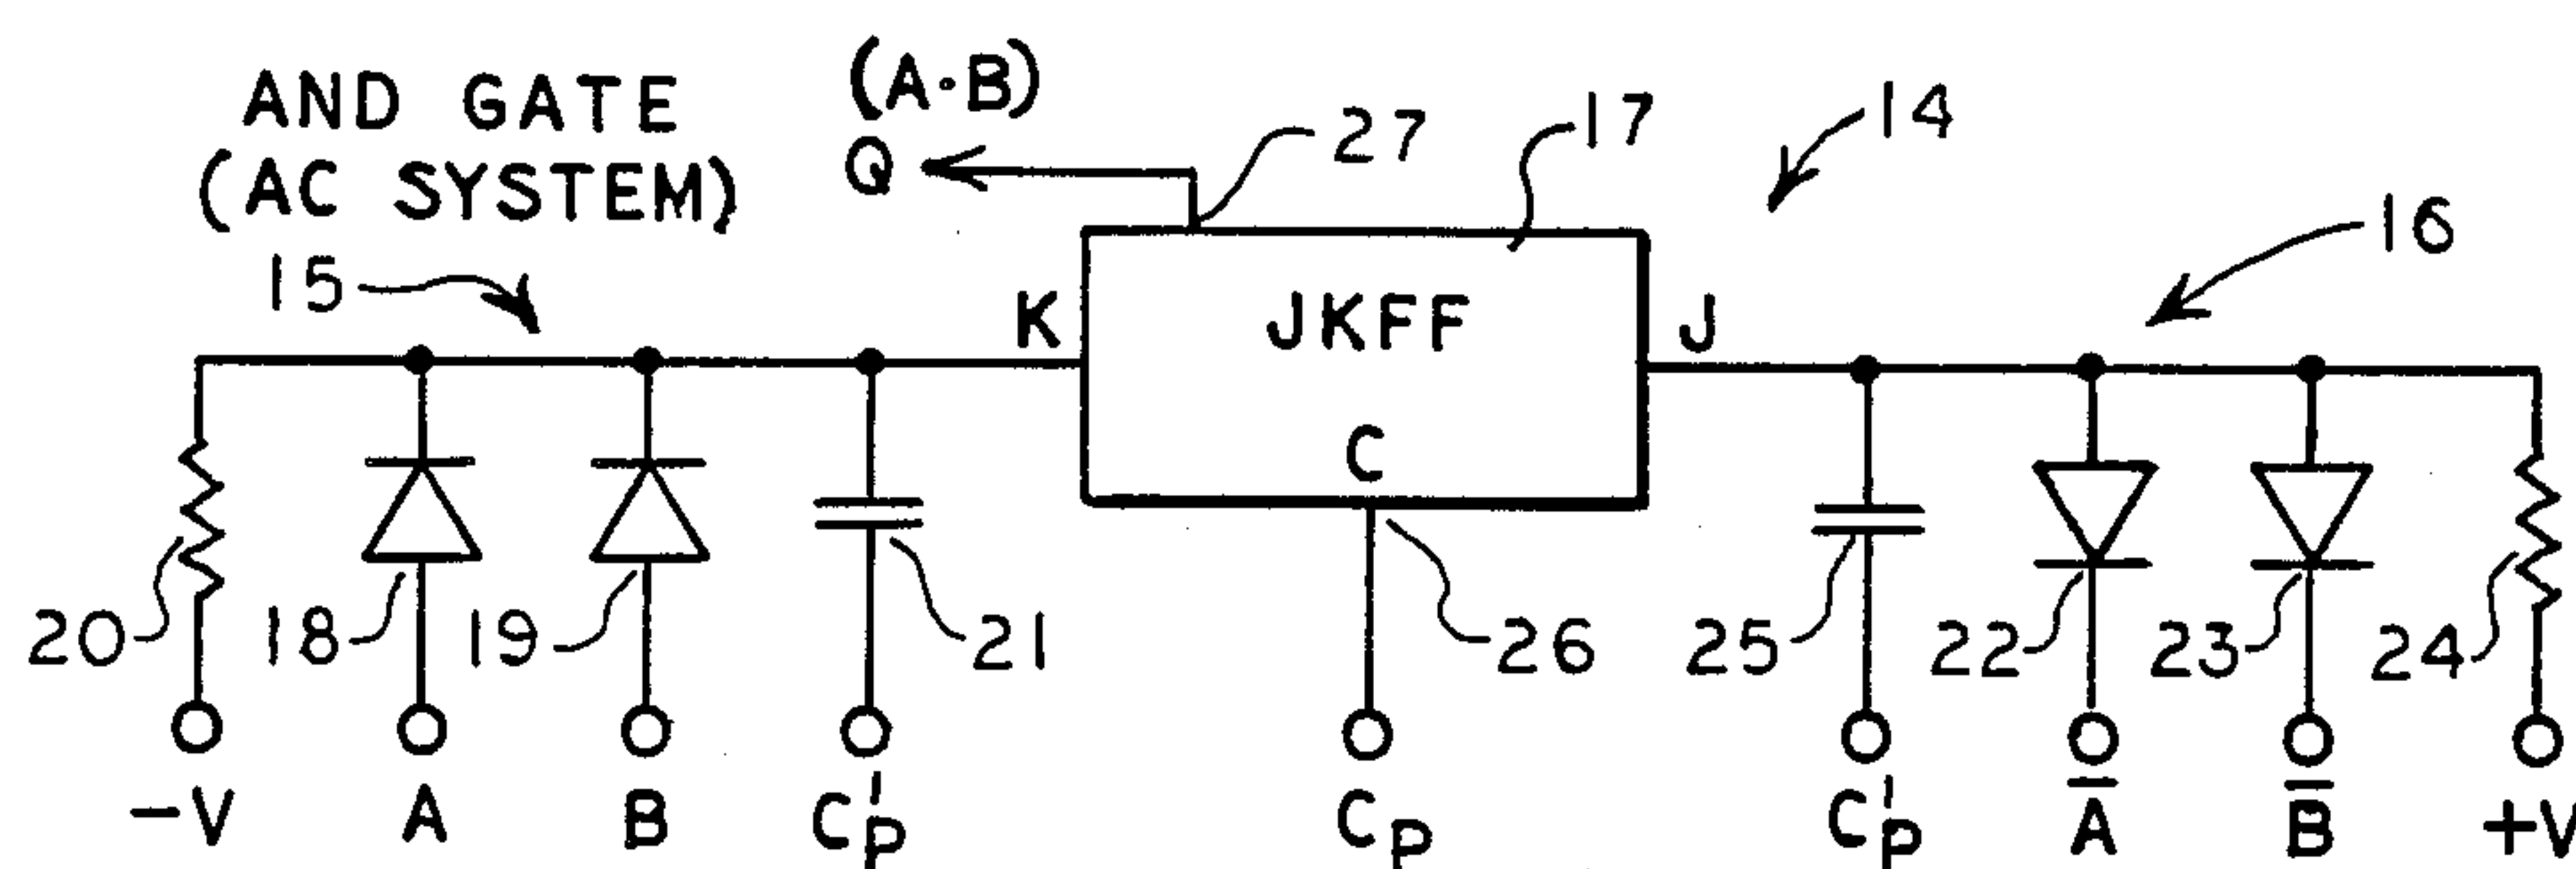 AND GATE
(AC SYSTEM)
(A·B)
Q
27
17
14
15
16
K
JKFF
J
C
20
18
19
21
26
25
22
23
24
-V
A
B
C'P
CP
C'P
A̅
B̅
+V